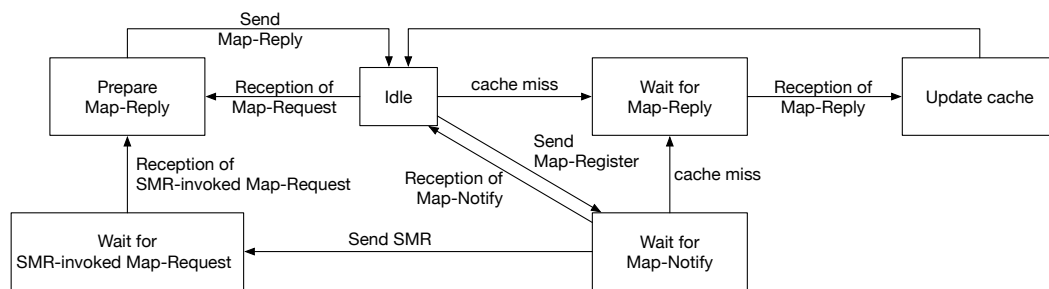 Send
Map-Reply
Prepare
Map-Reply
Reception of
Map-Request
Idle
cache miss
Wait for
Map-Reply
Reception of
Map-Reply
Update cache
Send
Map-Register
Reception of
SMR-invoked Map-Request
Reception of
Map-Notify
cache miss
Wait for
SMR-invoked Map-Request
Send SMR
Wait for
Map-Notify